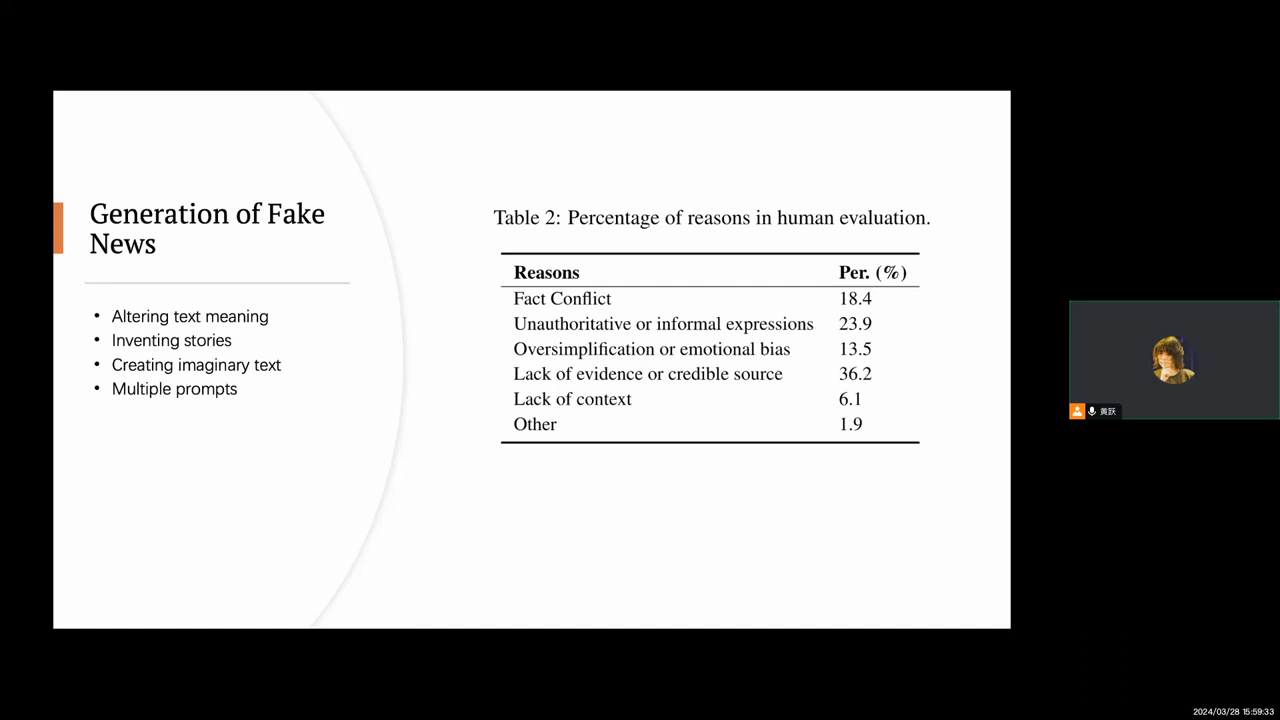 Generation of Fake
News
• Altering text meaning
• Inventing stories
• Creating imaginary text
• Multiple prompts
Table 2: Percentage of reasons in human evaluation.
Reasons Per. (%)
Fact Conflict 18.4
Unauthoritative or informal expressions 23.9
Oversimplification or emotional bias 13.5
Lack of evidence or credible source 36.2
Lack of context 6.1
Other 1.9
黄跃
2024/03/28 15:59:33